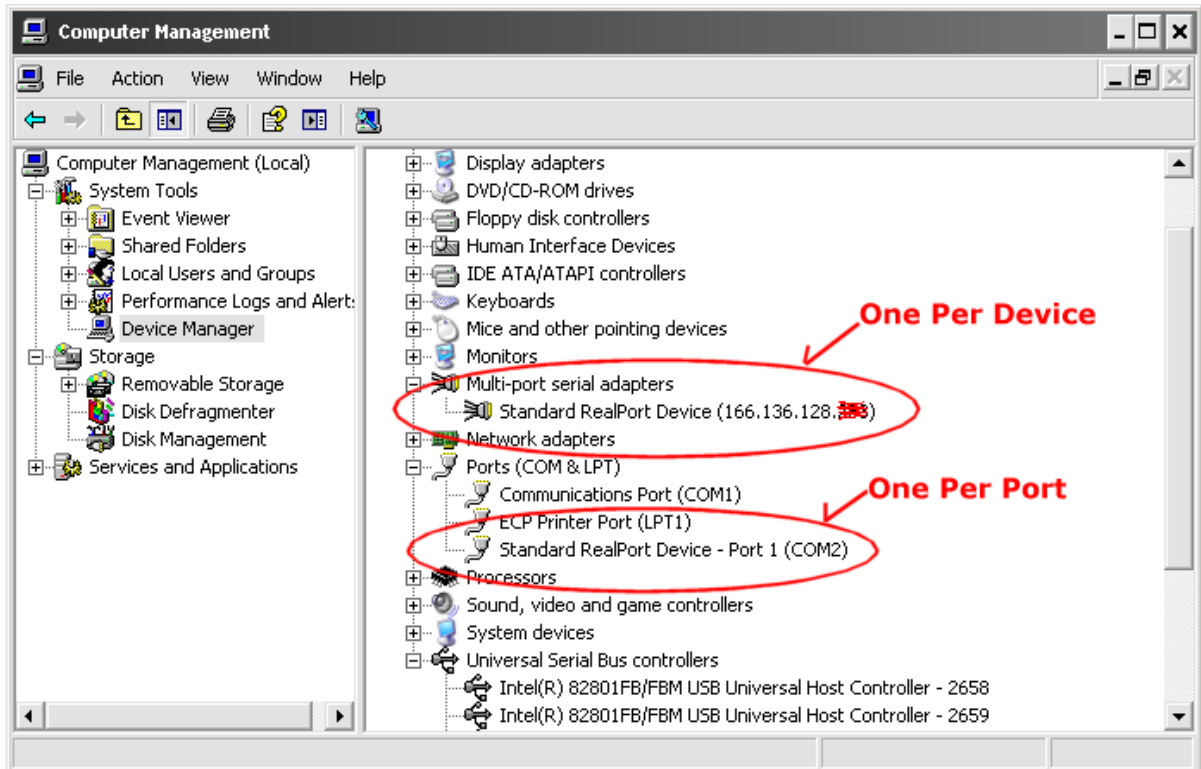 Computer Management
File Action View Window Help
Computer Management (Local)
System Tools
Event Viewer
Shared Folders
Local Users and Groups
Performance Logs and Alert
Device Manager
Storage
Removable Storage
Disk Defragmenter
Disk Management
Services and Applications
Display adapters
DVD/CD-ROM drives
Floppy disk controllers
Human Interface Devices
IDE ATA/ATAPI controllers
Keyboards
Mice and other pointing devices
One Per Device
Monitors
Multi-port serial adapters
Standard RealPort Device (166.136.128.)
Network adapters
Ports (COM & LPT)
Communications Port (COM1)
One Per Port
ECP Printer Port (LPT1)
Standard RealPort Device - Port 1 (COM2)
Processors
Sound, video and game controllers
System devices
Universal Serial Bus controllers
Intel(R) 82801FB/FBM USB Universal Host Controller - 2658
Intel(R) 82801FB/FBM USB Universal Host Controller - 2659